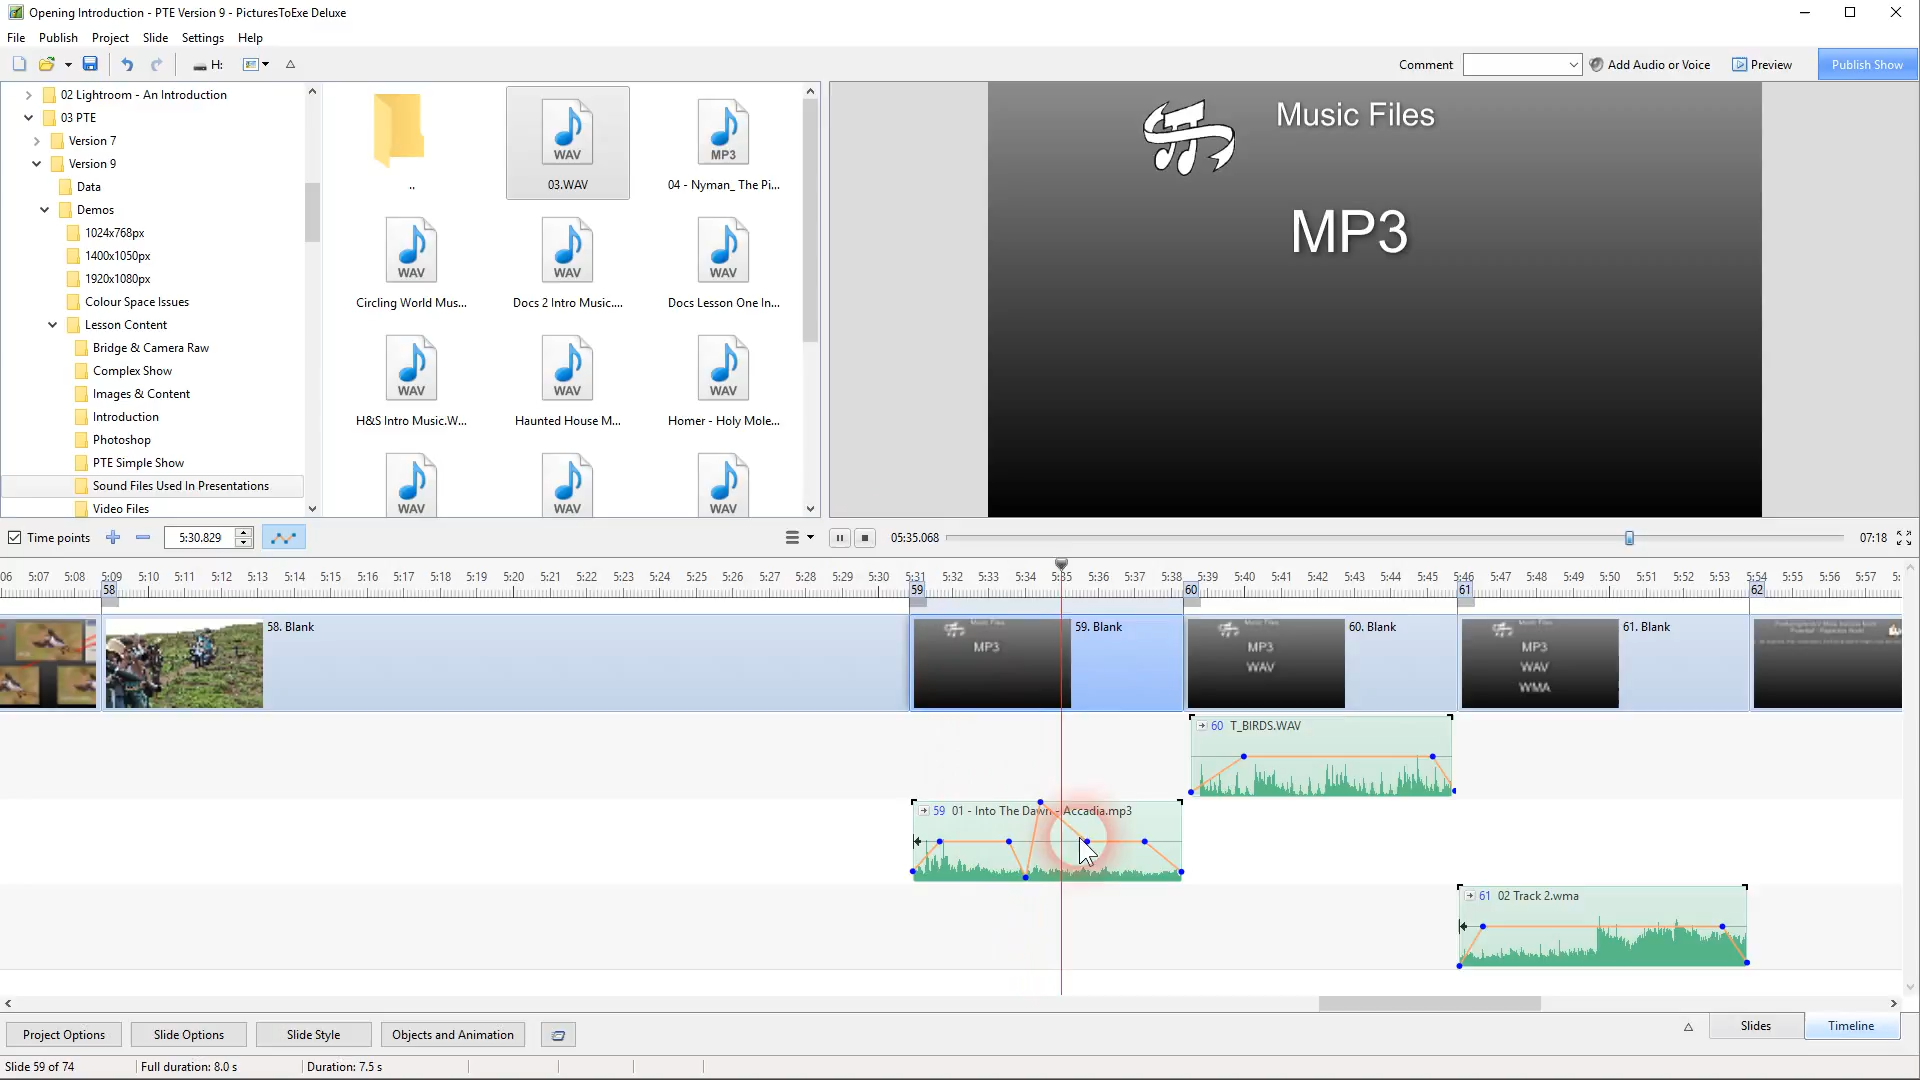 Opening Introduction - PTE Version 9 - PicturesToExe Deluxe
File Publish Project Slide Settings Help
H:
Comment
Add Audio or Voice
Preview
Publish Show
02 Lightroom - An Introduction
03 PTE
Version 7
Version 9
Data
Demos
1024x768px
1400x1050px
1920x1080px
Colour Space Issues
Lesson Content
Bridge & Camera Raw
Complex Show
Images & Content
Introduction
Photoshop
PTE Simple Show
Sound Files Used In Presentations
Video Files
WAV MP3
.. 03.WAV 04 - Nyman_ The Pi...
WAV WAV WAV
Circling World Mus... Docs 2 Intro Music.... Docs Lesson One In...
WAV WAV WAV
H&S Intro Music.W... Haunted House M... Homer - Holy Mole...
WAV WAV WAV
Music Files
MP3
Time points
5:30.829
05:35.068
07:18
06 5:07 5:08 5:09 5:10 5:11 5:12 5:13 5:14 5:15 5:16 5:17 5:18 5:19 5:20 5:21 5:22 5:23 5:24 5:25 5:26 5:27 5:28 5:29 5:30 5:31 5:32 5:33 5:34 5:35 5:36 5:37 5:38 5:39 5:40 5:41 5:42 5:43 5:44 5:45 5:46 5:47 5:48 5:49 5:50 5:51 5:52 5:53 5:54 5:55 5:56 5:57 5:
58 59 60 61 62
58. Blank
Music Files
MP3
59. Blank
Music Files
MP3
WAV
60. Blank
Music Files
MP3
WAV
WMA
61. Blank
60 T_BIRDS.WAV
59 01 - Into The Dawn - Accadia.mp3
61 02 Track 2.wma
Project Options
Slide Options
Slide Style
Objects and Animation
Slides
Timeline
Slide 59 of 74
Full duration: 8.0 s
Duration: 7.5 s